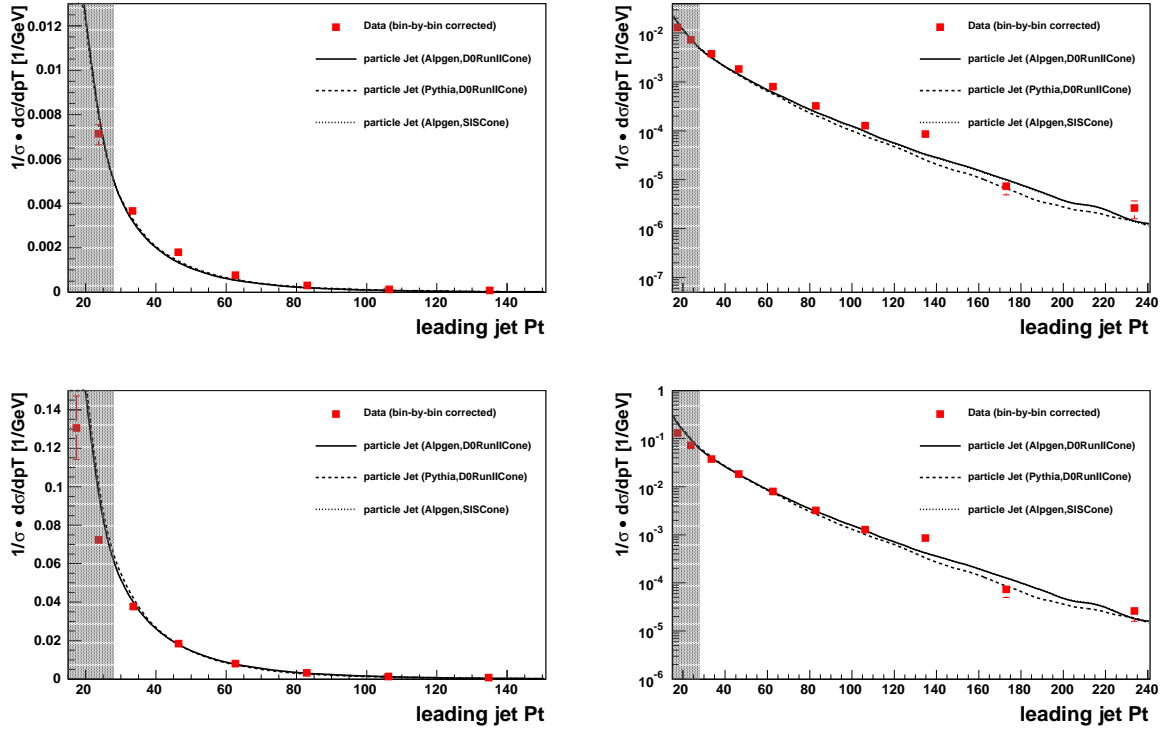 1/σ • dσ/dpT [1/GeV]
0.012
0.01
0.008
0.006
0.004
0.002
0
Data (bin-by-bin corrected)
particle Jet (Alpgen,D0RunIICone)
particle Jet (Pythia,D0RunIICone)
particle Jet (Alpgen,SISCone)
20 40 60 80 100 120 140
leading jet Pt
1/σ • dσ/dpT [1/GeV]
10-2
10-3
10-4
10-5
10-6
10-7
Data (bin-by-bin corrected)
particle Jet (Alpgen,D0RunIICone)
particle Jet (Pythia,D0RunIICone)
particle Jet (Alpgen,SISCone)
20 40 60 80 100 120 140 160 180 200 220 240
leading jet Pt
1/σ • dσ/dpT [1/GeV]
0.14
0.12
0.1
0.08
0.06
0.04
0.02
0
Data (bin-by-bin corrected)
particle Jet (Alpgen,D0RunIICone)
particle Jet (Pythia,D0RunIICone)
particle Jet (Alpgen,SISCone)
20 40 60 80 100 120 140
leading jet Pt
1/σ • dσ/dpT [1/GeV]
1
10-1
10-2
10-3
10-4
10-5
10-6
Data (bin-by-bin corrected)
particle Jet (Alpgen,D0RunIICone)
particle Jet (Pythia,D0RunIICone)
particle Jet (Alpgen,SISCone)
20 40 60 80 100 120 140 160 180 200 220 240
leading jet Pt